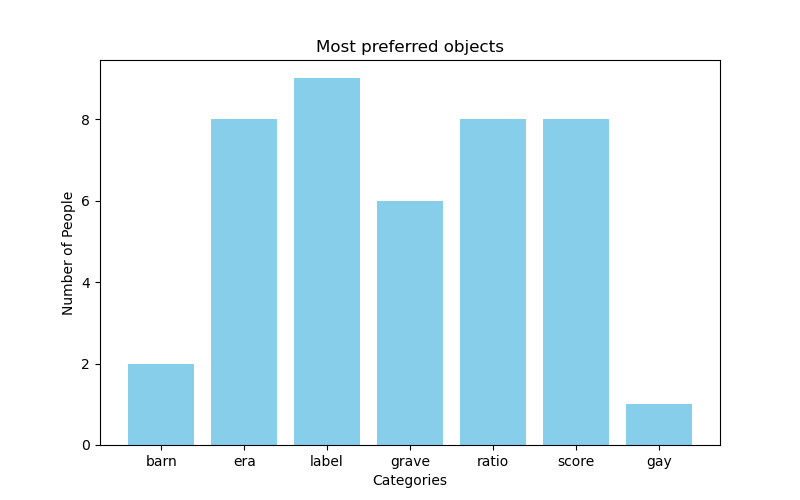 Most preferred objects
Number of People
8
6
4
2
0
barn era label grave ratio score gay
Categories